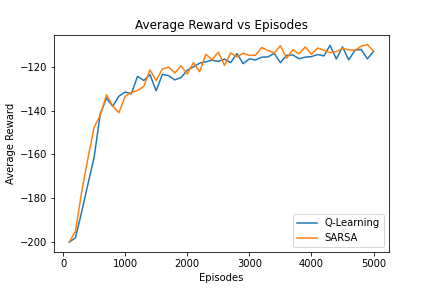 Average Reward vs Episodes
Average Reward
−120
−140
−160
−180
−200
0
1000
2000
3000
4000
5000
Episodes
Q-Learning
SARSA